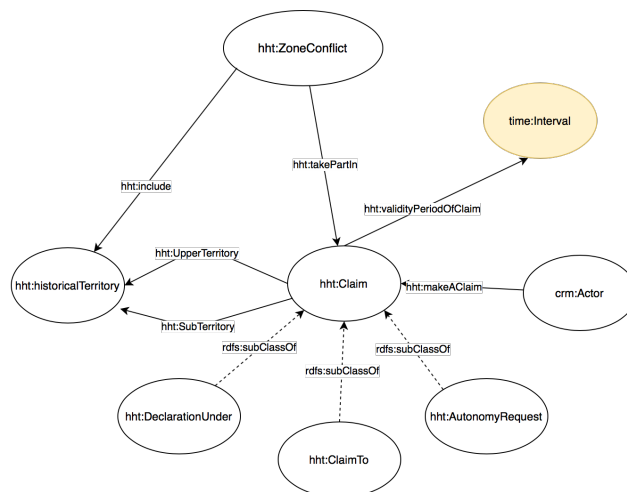 hht:ZoneConflict
time:Interval
hht:takePartIn
hht:include
hht:validityPeriodOfClaim
hht:UpperTerritory
hht:historicalTerritory
hht:Claim
hht:makeAClaim
crm:Actor
hht:SubTerritory
rdfs:subClassOf
rdfs:subClassOf
rdfs:subClassOf
hht:DeclarationUnder
hht:AutonomyRequest
hht:ClaimTo